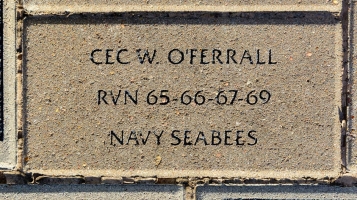 CEC W. O'FERRALL
RVN 65-66-67-69
NAVY SEABEES